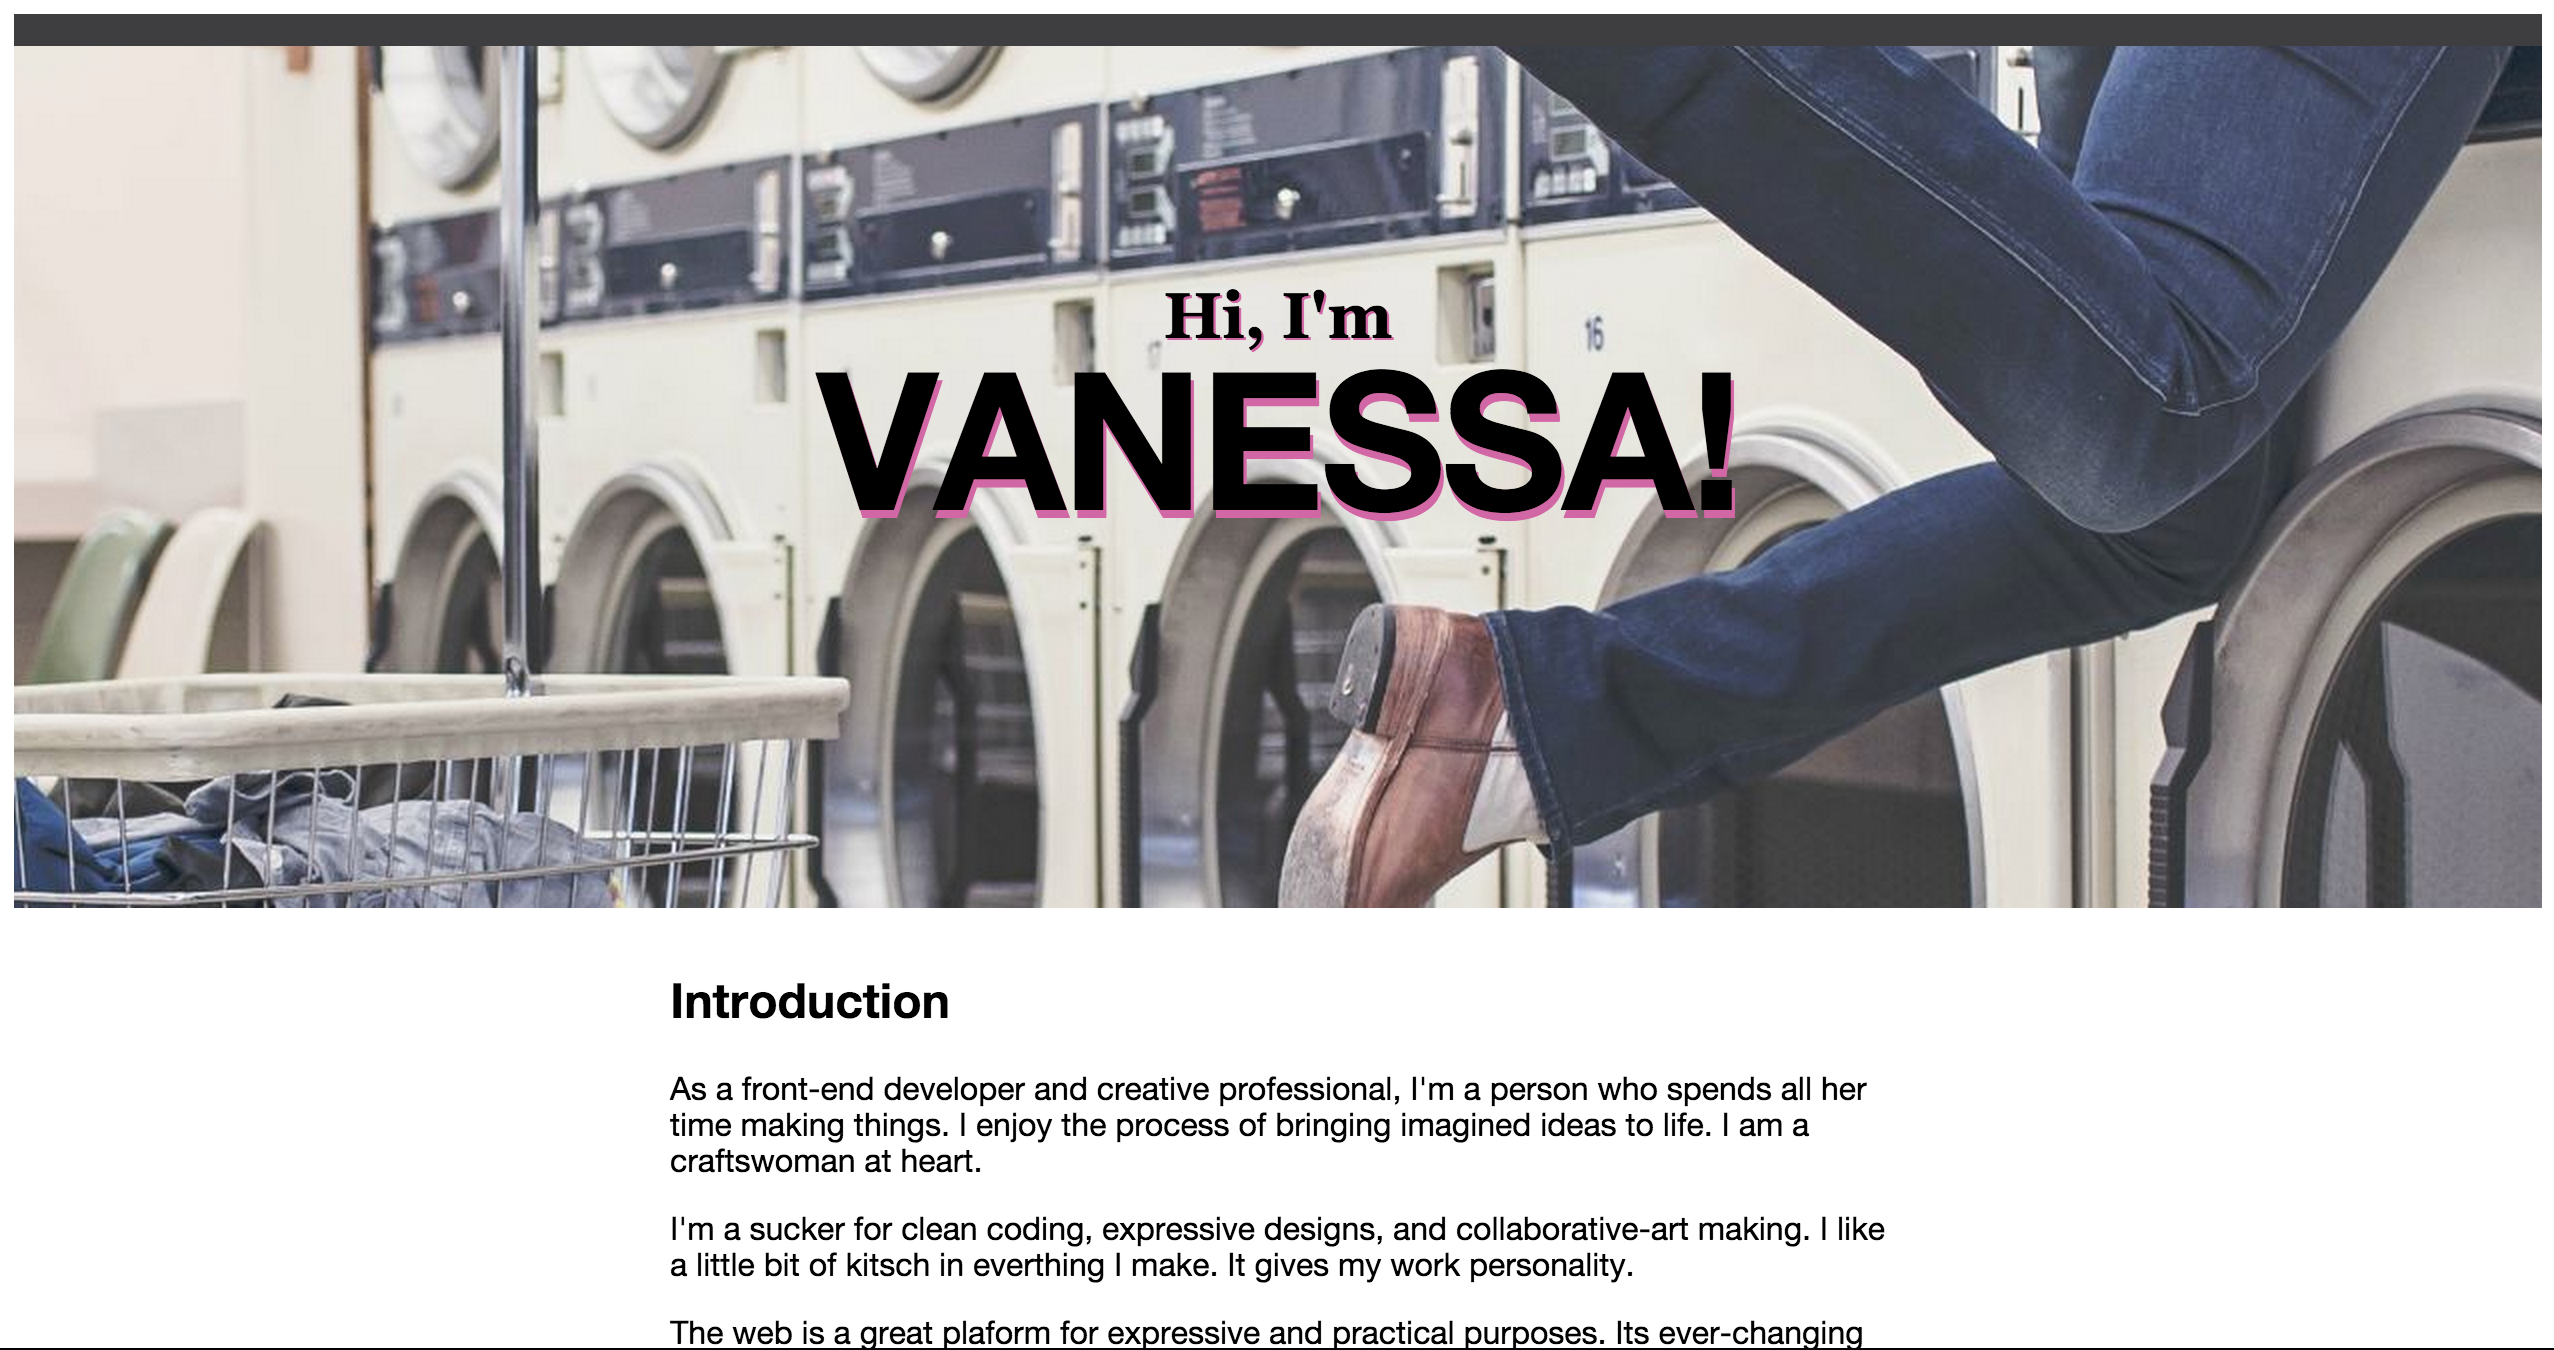 Hi, I'm
VANESSA!
16
17
Introduction
As a front-end developer and creative professional, I'm a person who spends all her
time making things. I enjoy the process of bringing imagined ideas to life. I am a
craftswoman at heart.
I'm a sucker for clean coding, expressive designs, and collaborative-art making. I like
a little bit of kitsch in everthing I make. It gives my work personality.
The web is a great plaform for expressive and practical purposes. Its ever-changing